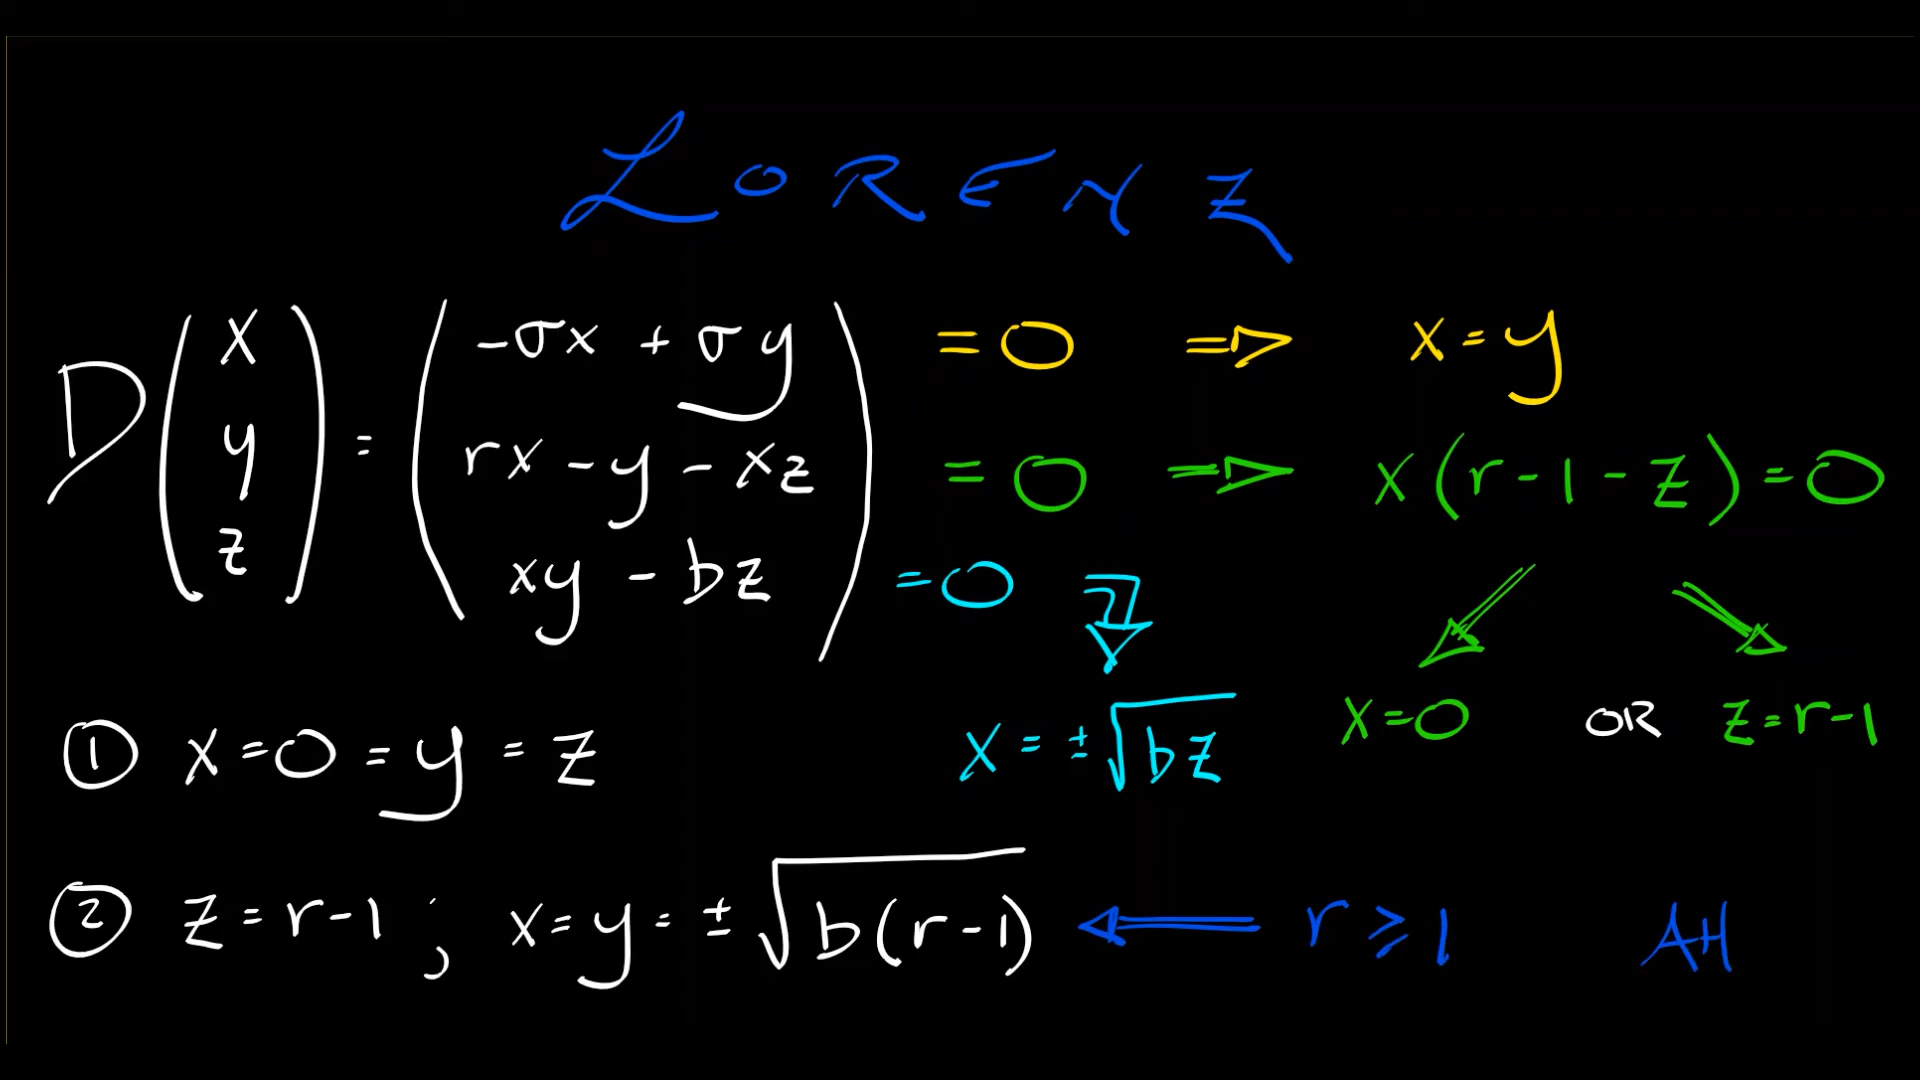 LORENZ
D(x y z) = (-σx + σy = 0 ⇒ x = y
rx - y - xz = 0 ⇒ x(r-1-z) = 0
xy - bz) = 0
x = ±√bz x=0 OR z=r-1
① x=0=y=z
② z=r-1; x=y=±√b(r-1) ⇐ r ≥ 1 AH